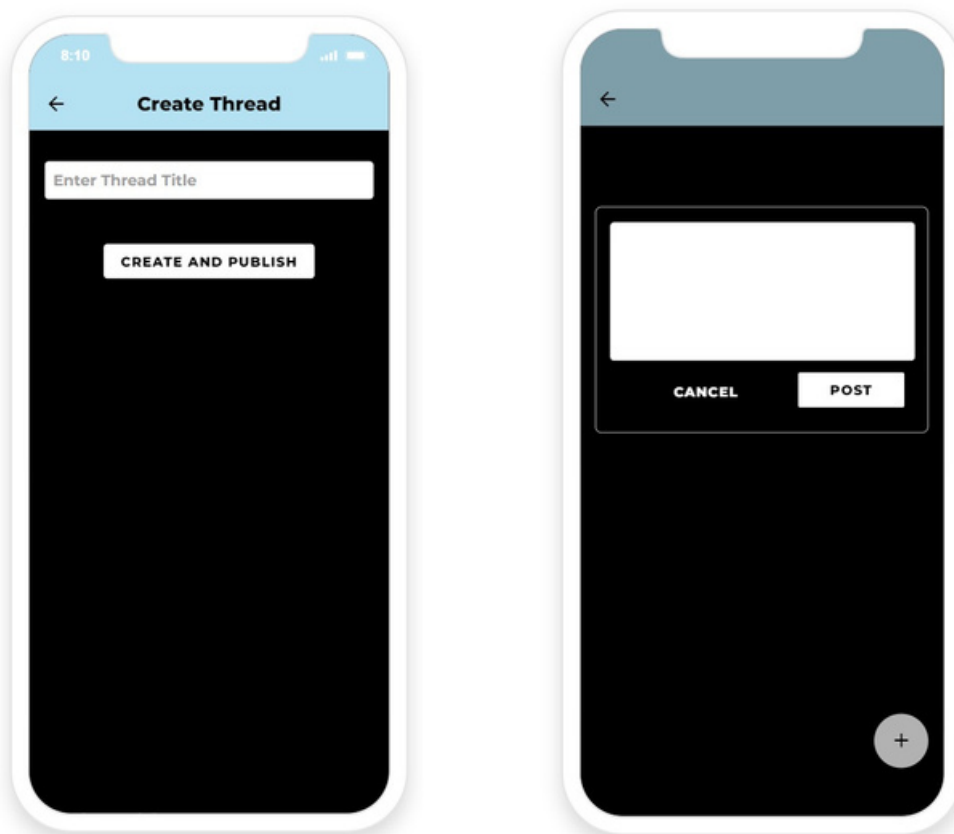 8:10
Create Thread
Enter Thread Title
CREATE AND PUBLISH
CANCEL POST